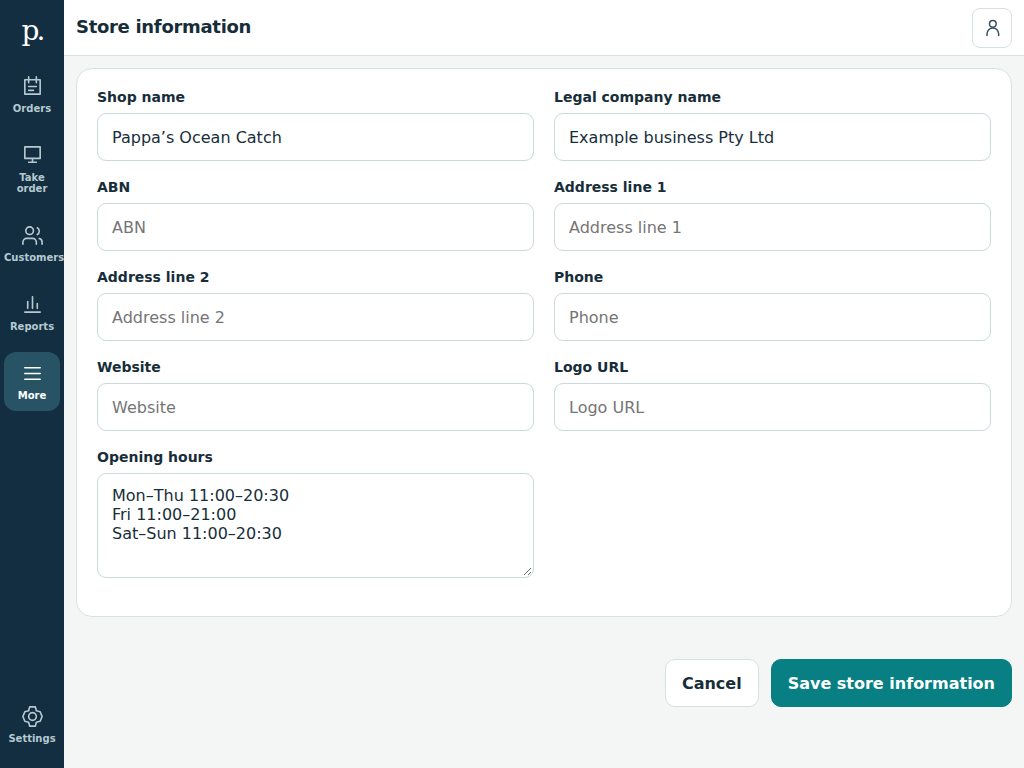 p.
Store information
Orders
Take
order
Customers
Reports
More
Settings
Shop name
Pappa’s Ocean Catch
Legal company name
Example business Pty Ltd
ABN
ABN
Address line 1
Address line 1
Address line 2
Address line 2
Phone
Phone
Website
Website
Logo URL
Logo URL
Opening hours
Mon–Thu 11:00–20:30
Fri 11:00–21:00
Sat–Sun 11:00–20:30
Cancel
Save store information